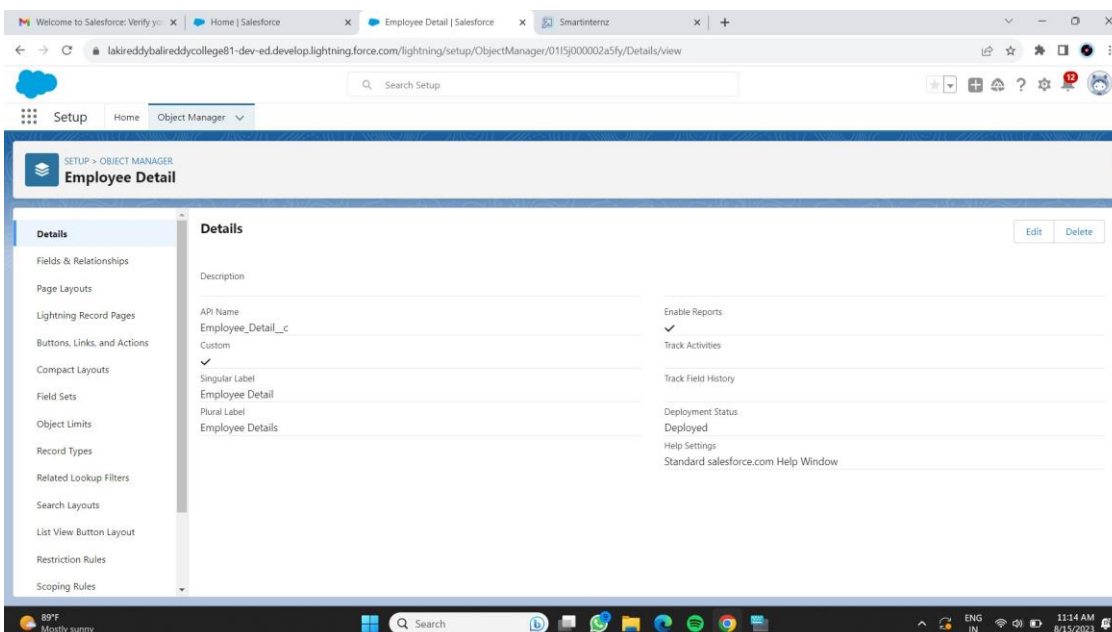 Welcome to Salesforce: Verify yo
Home | Salesforce
Employee Detail | Salesforce
Smartinternz
lakireddybalireddycollege81-dev-ed.develop.lightning.force.com/lightning/setup/ObjectManager/01I5j000002a5fy/Details/view
Search Setup
12
Setup
Home
Object Manager
SETUP > OBJECT MANAGER
Employee Detail
Details
Fields & Relationships
Page Layouts
Lightning Record Pages
Buttons, Links, and Actions
Compact Layouts
Field Sets
Object Limits
Record Types
Related Lookup Filters
Search Layouts
List View Button Layout
Restriction Rules
Scoping Rules
Details
Edit
Delete
Description
API Name
Employee_Detail__c
Custom
Singular Label
Employee Detail
Plural Label
Employee Details
Enable Reports
Track Activities
Track Field History
Deployment Status
Deployed
Help Settings
Standard salesforce.com Help Window
89°F
Mostly sunny
Search
ENG
IN
11:14 AM
8/15/2023